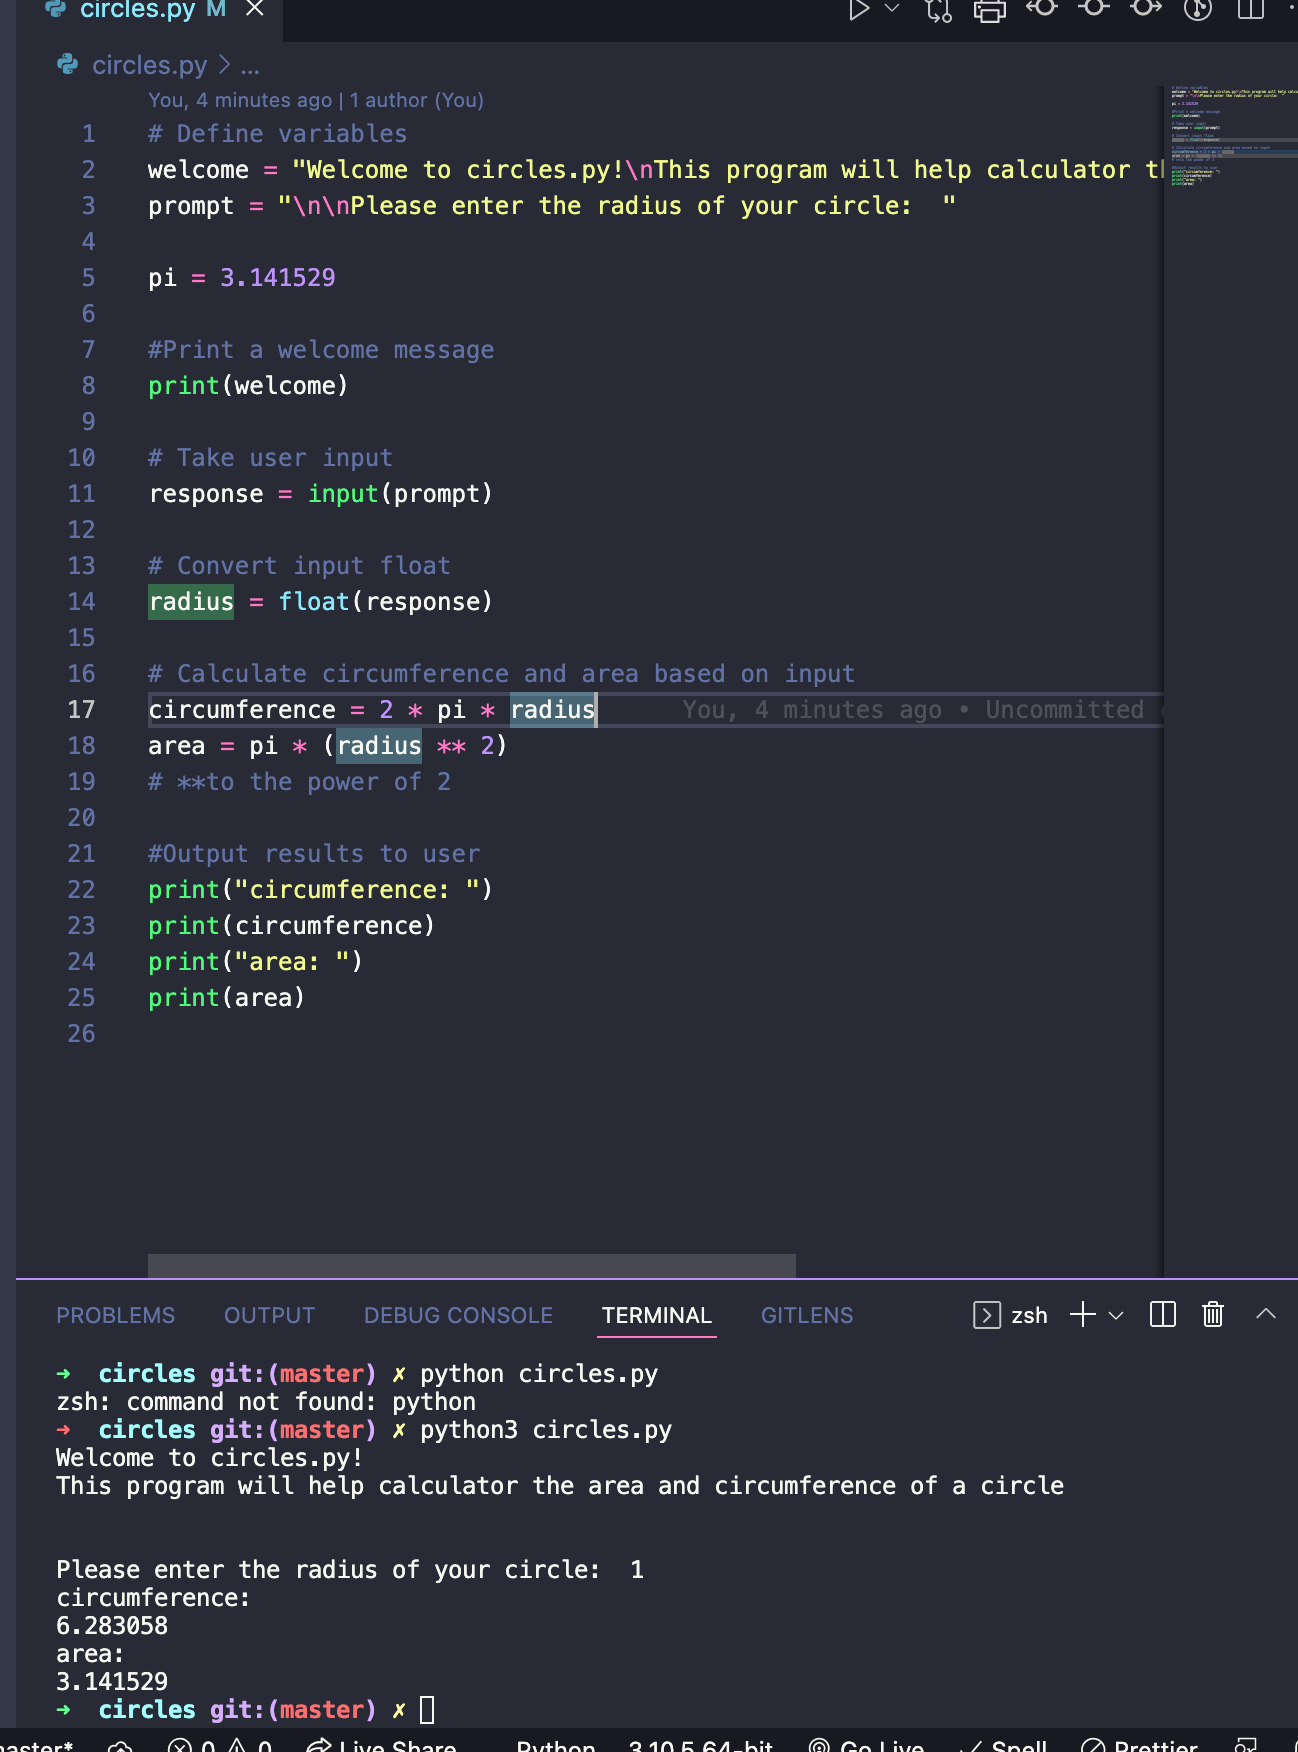 circles.py M
circles.py > ...
You, 4 minutes ago | 1 author (You)
1 # Define variables
2 welcome = "Welcome to circles.py!\nThis program will help calculator t
3 prompt = "\n\nPlease enter the radius of your circle:  "
4
5 pi = 3.141529
6
7 #Print a welcome message
8 print(welcome)
9
10 # Take user input
11 response = input(prompt)
12
13 # Convert input float
14 radius = float(response)
15
16 # Calculate circumference and area based on input
17 circumference = 2 * pi * radius You, 4 minutes ago • Uncommitted
18 area = pi * (radius ** 2)
19 # **to the power of 2
20
21 #Output results to user
22 print("circumference: ")
23 print(circumference)
24 print("area: ")
25 print(area)
26
PROBLEMS OUTPUT DEBUG CONSOLE TERMINAL GITLENS zsh
➜ circles git:(master) ✗ python circles.py
zsh: command not found: python
➜ circles git:(master) ✗ python3 circles.py
Welcome to circles.py!
This program will help calculator the area and circumference of a circle
Please enter the radius of your circle:  1
circumference:
6.283058
area:
3.141529
➜ circles git:(master) ✗
master* 0 0 Live Share Python 3.10.5 64-bit Go Live Spell Prettier